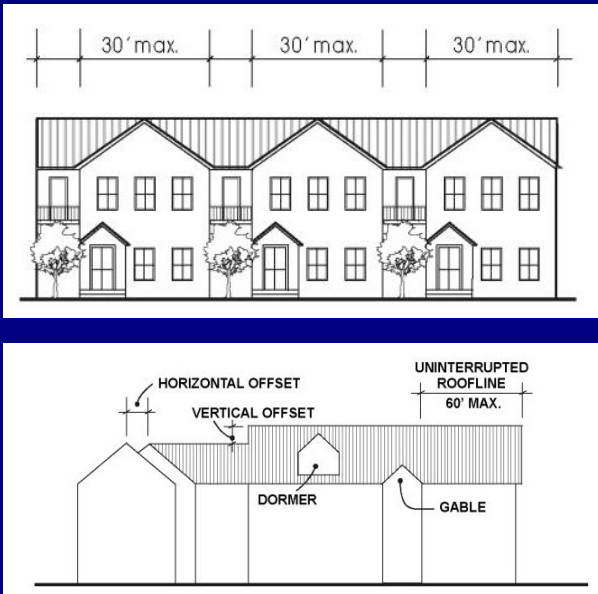 30' max. 30' max. 30' max.
HORIZONTAL OFFSET
VERTICAL OFFSET
UNINTERRUPTED
ROOFLINE
60' MAX.
DORMER
GABLE